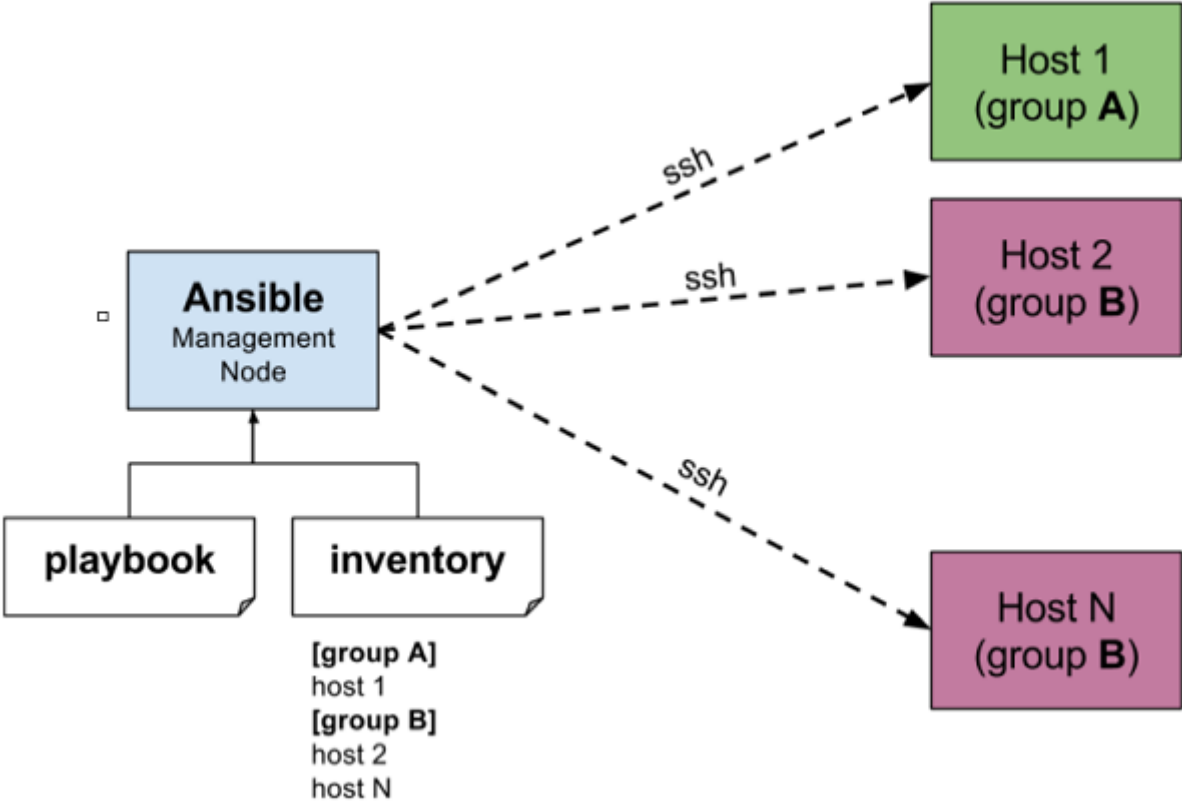 Host 1
(group A)
ssh
Host 2
(group B)
ssh
Ansible
Management
Node
ssh
playbook
inventory
Host N
(group B)
[group A]
host 1
[group B]
host 2
host N